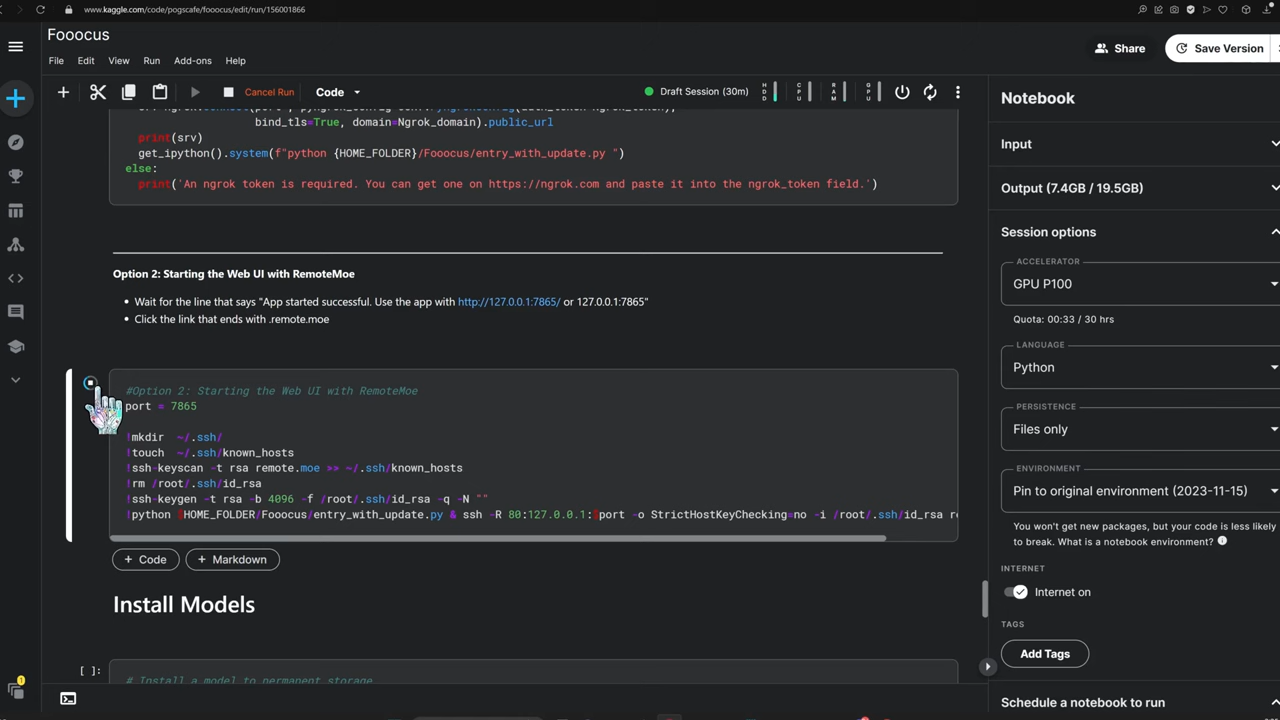 www.kaggle.com/code/pogscafe/fooocus/edit/run/156001866
Fooocus
Share
Save Version
File Edit View Run Add-ons Help
Cancel Run Code
Draft Session (30m)
HDD CPU RAM GPU
bind_tls=True, domain=Ngrok_domain).public_url
print(srv)
get_ipython().system(f"python {HOME_FOLDER}/Fooocus/entry_with_update.py ")
else:
print('An ngrok token is required. You can get one on https://ngrok.com and paste it into the ngrok_token field.')
Option 2: Starting the Web UI with RemoteMoe
• Wait for the line that says "App started successful. Use the app with http://127.0.0.1:7865/ or 127.0.0.1:7865"
• Click the link that ends with .remote.moe
#Option 2: Starting the Web UI with RemoteMoe
port = 7865
!mkdir ~/.ssh/
!touch ~/.ssh/known_hosts
!ssh-keyscan -t rsa remote.moe >> ~/.ssh/known_hosts
!rm /root/.ssh/id_rsa
!ssh-keygen -t rsa -b 4096 -f /root/.ssh/id_rsa -q -N ""
!python $HOME_FOLDER/Fooocus/entry_with_update.py & ssh -R 80:127.0.0.1:$port -o StrictHostKeyChecking=no -i /root/.ssh/id_rsa
+ Code + Markdown
Install Models
[ ]:
# Install a model to permanent storage
Notebook
Input
Output (7.4GB / 19.5GB)
Session options
ACCELERATOR
GPU P100
Quota: 00:33 / 30 hrs
LANGUAGE
Python
PERSISTENCE
Files only
ENVIRONMENT
Pin to original environment (2023-11-15)
You won't get new packages, but your code is less likely
to break. What is a notebook environment?
INTERNET
Internet on
TAGS
Add Tags
Schedule a notebook to run
1